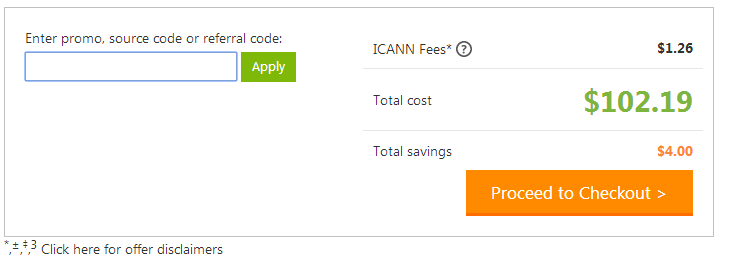 Enter promo, source code or referral code:
Apply
ICANN Fees* ?
$1.26
Total cost
$102.19
Total savings
$4.00
Proceed to Checkout >
*,±,‡,3 Click here for offer disclaimers